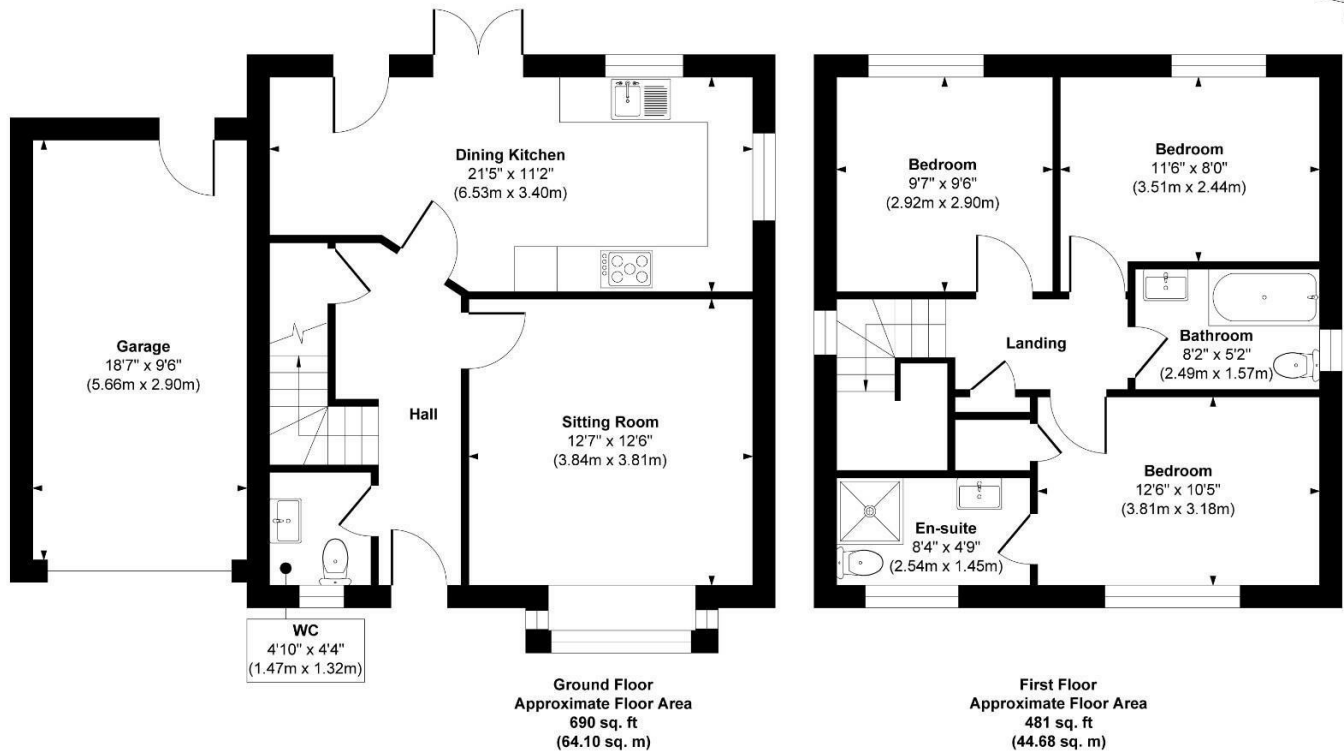 Dining Kitchen
21'5" x 11'2"
(6.53m x 3.40m)
Garage
18'7" x 9'6"
(5.66m x 2.90m)
Hall
Sitting Room
12'7" x 12'6"
(3.84m x 3.81m)
WC
4'10" x 4'4"
(1.47m x 1.32m)
Ground Floor
Approximate Floor Area
690 sq. ft
(64.10 sq. m)
Bedroom
9'7" x 9'6"
(2.92m x 2.90m)
Bedroom
11'6" x 8'0"
(3.51m x 2.44m)
Landing
Bathroom
8'2" x 5'2"
(2.49m x 1.57m)
Bedroom
12'6" x 10'5"
(3.81m x 3.18m)
En-suite
8'4" x 4'9"
(2.54m x 1.45m)
First Floor
Approximate Floor Area
481 sq. ft
(44.68 sq. m)